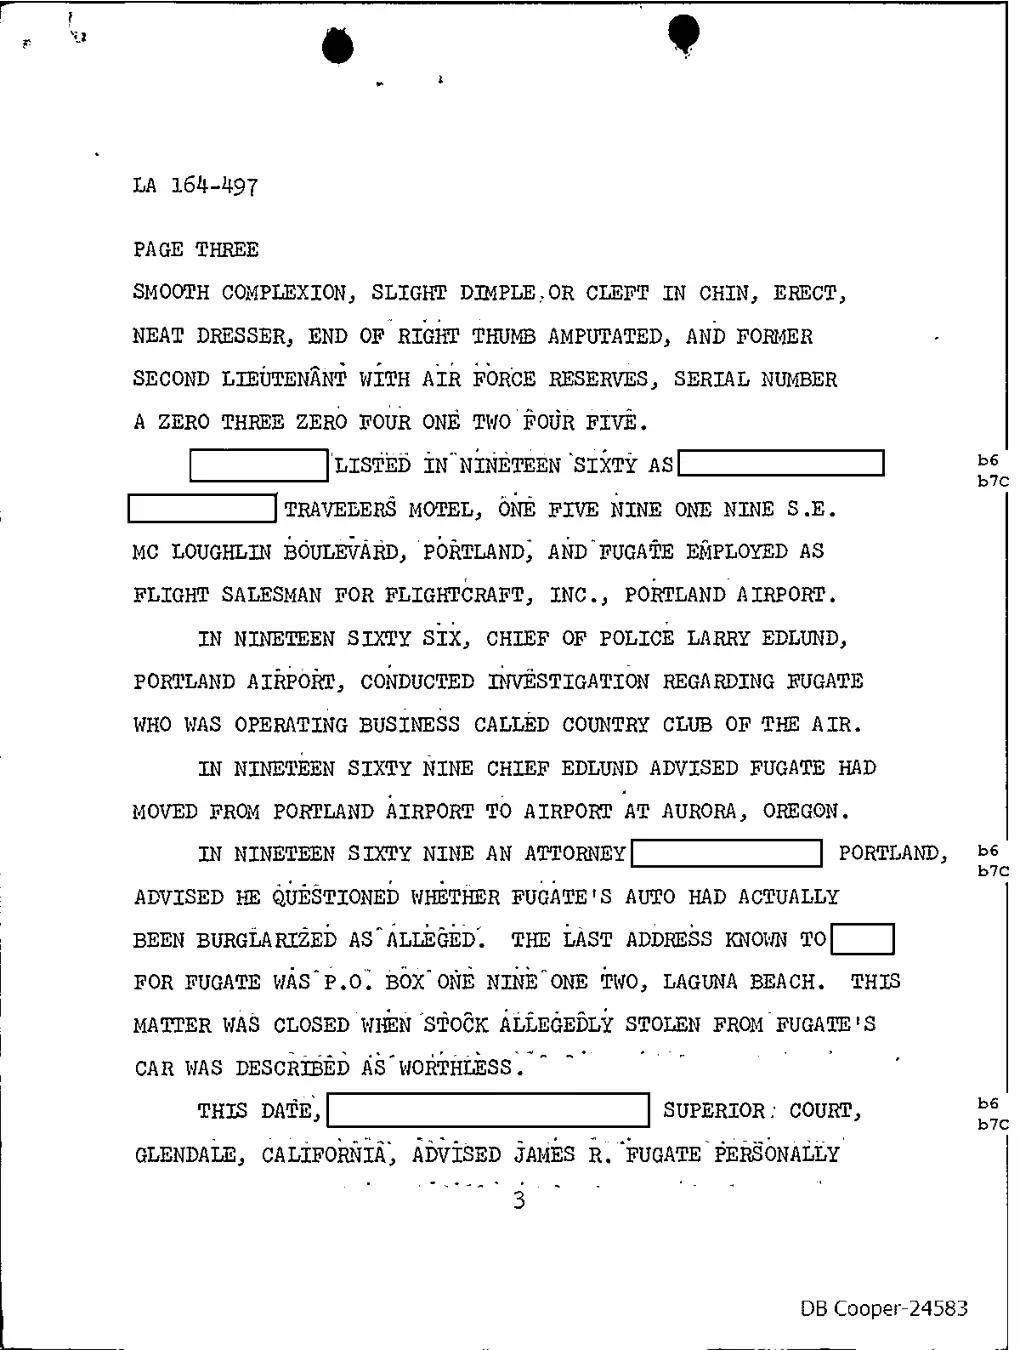 LA 164-497
PAGE THREE
SMOOTH COMPLEXION, SLIGHT DIMPLE, OR CLEFT IN CHIN, ERECT,
NEAT DRESSER, END OF RIGHT THUMB AMPUTATED, AND FORMER
SECOND LIEUTENANT WITH AIR FORCE RESERVES, SERIAL NUMBER
A ZERO THREE ZERO FOUR ONE TWO FOUR FIVE.
LISTED IN NINETEEN SIXTY AS b6
b7C
TRAVELERS MOTEL, ONE FIVE NINE ONE NINE S.E.
MC LOUGHLIN BOULEVARD, PORTLAND, AND FUGATE EMPLOYED AS
FLIGHT SALESMAN FOR FLIGHTCRAFT, INC., PORTLAND AIRPORT.
IN NINETEEN SIXTY SIX, CHIEF OF POLICE LARRY EDLUND,
PORTLAND AIRPORT, CONDUCTED INVESTIGATION REGARDING FUGATE
WHO WAS OPERATING BUSINESS CALLED COUNTRY CLUB OF THE AIR.
IN NINETEEN SIXTY NINE CHIEF EDLUND ADVISED FUGATE HAD
MOVED FROM PORTLAND AIRPORT TO AIRPORT AT AURORA, OREGON.
IN NINETEEN SIXTY NINE AN ATTORNEY PORTLAND, b6
b7C
ADVISED HE QUESTIONED WHETHER FUGATE'S AUTO HAD ACTUALLY
BEEN BURGLARIZED AS ALLEGED. THE LAST ADDRESS KNOWN TO
FOR FUGATE WAS P.O. BOX ONE NINE ONE TWO, LAGUNA BEACH. THIS
MATTER WAS CLOSED WHEN STOCK ALLEGEDLY STOLEN FROM FUGATE'S
CAR WAS DESCRIBED AS WORTHLESS.
THIS DATE, SUPERIOR COURT, b6
b7C
GLENDALE, CALIFORNIA, ADVISED JAMES R. FUGATE PERSONALLY
3
DB Cooper-24583